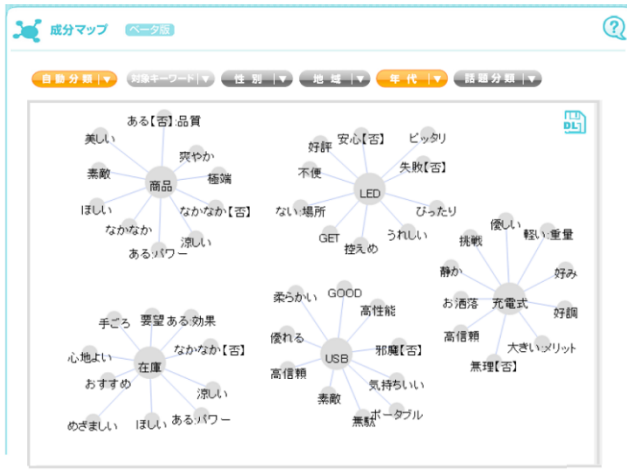 成分マップ ベータ版
自動分類 対象キーワード 性別 地域 年代 話題分類
DL
ある【否】:品質
美しい
爽やか
素敵
極端
商品
ほしい
なかなか【否】
なかなか
涼しい
ある:パワー
安心【否】
ピッタリ
好評
失敗【否】
不便
LED
ない:場所
ぴったり
GET
うれしい
控えめ
優しい
挑戦
軽い:重量
静か
好み
お洒落
充電式
好調
高信頼
大きい:メリット
無理【否】
手ごろ
要望
ある:効果
なかなか【否】
心地よい
在庫
おすすめ
涼しい
めざましい
ほしい
ある:パワー
柔らかい
GOOD
高性能
優れる
邪魔【否】
USB
高信頼
気持ちいい
素敵
ポータブル
無駄